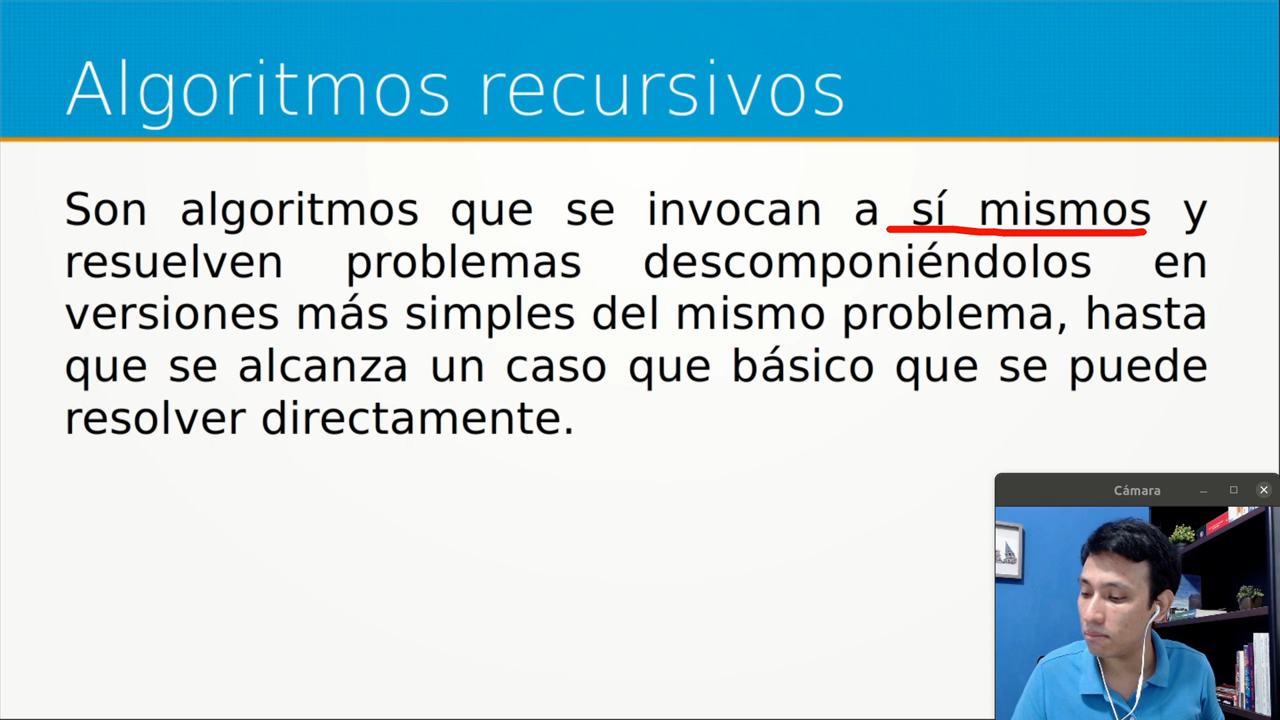 Algoritmos recursivos
Son algoritmos que se invocan a sí mismos y
resuelven problemas descomponiéndolos en
versiones más simples del mismo problema, hasta
que se alcanza un caso que básico que se puede
resolver directamente.
Cámara